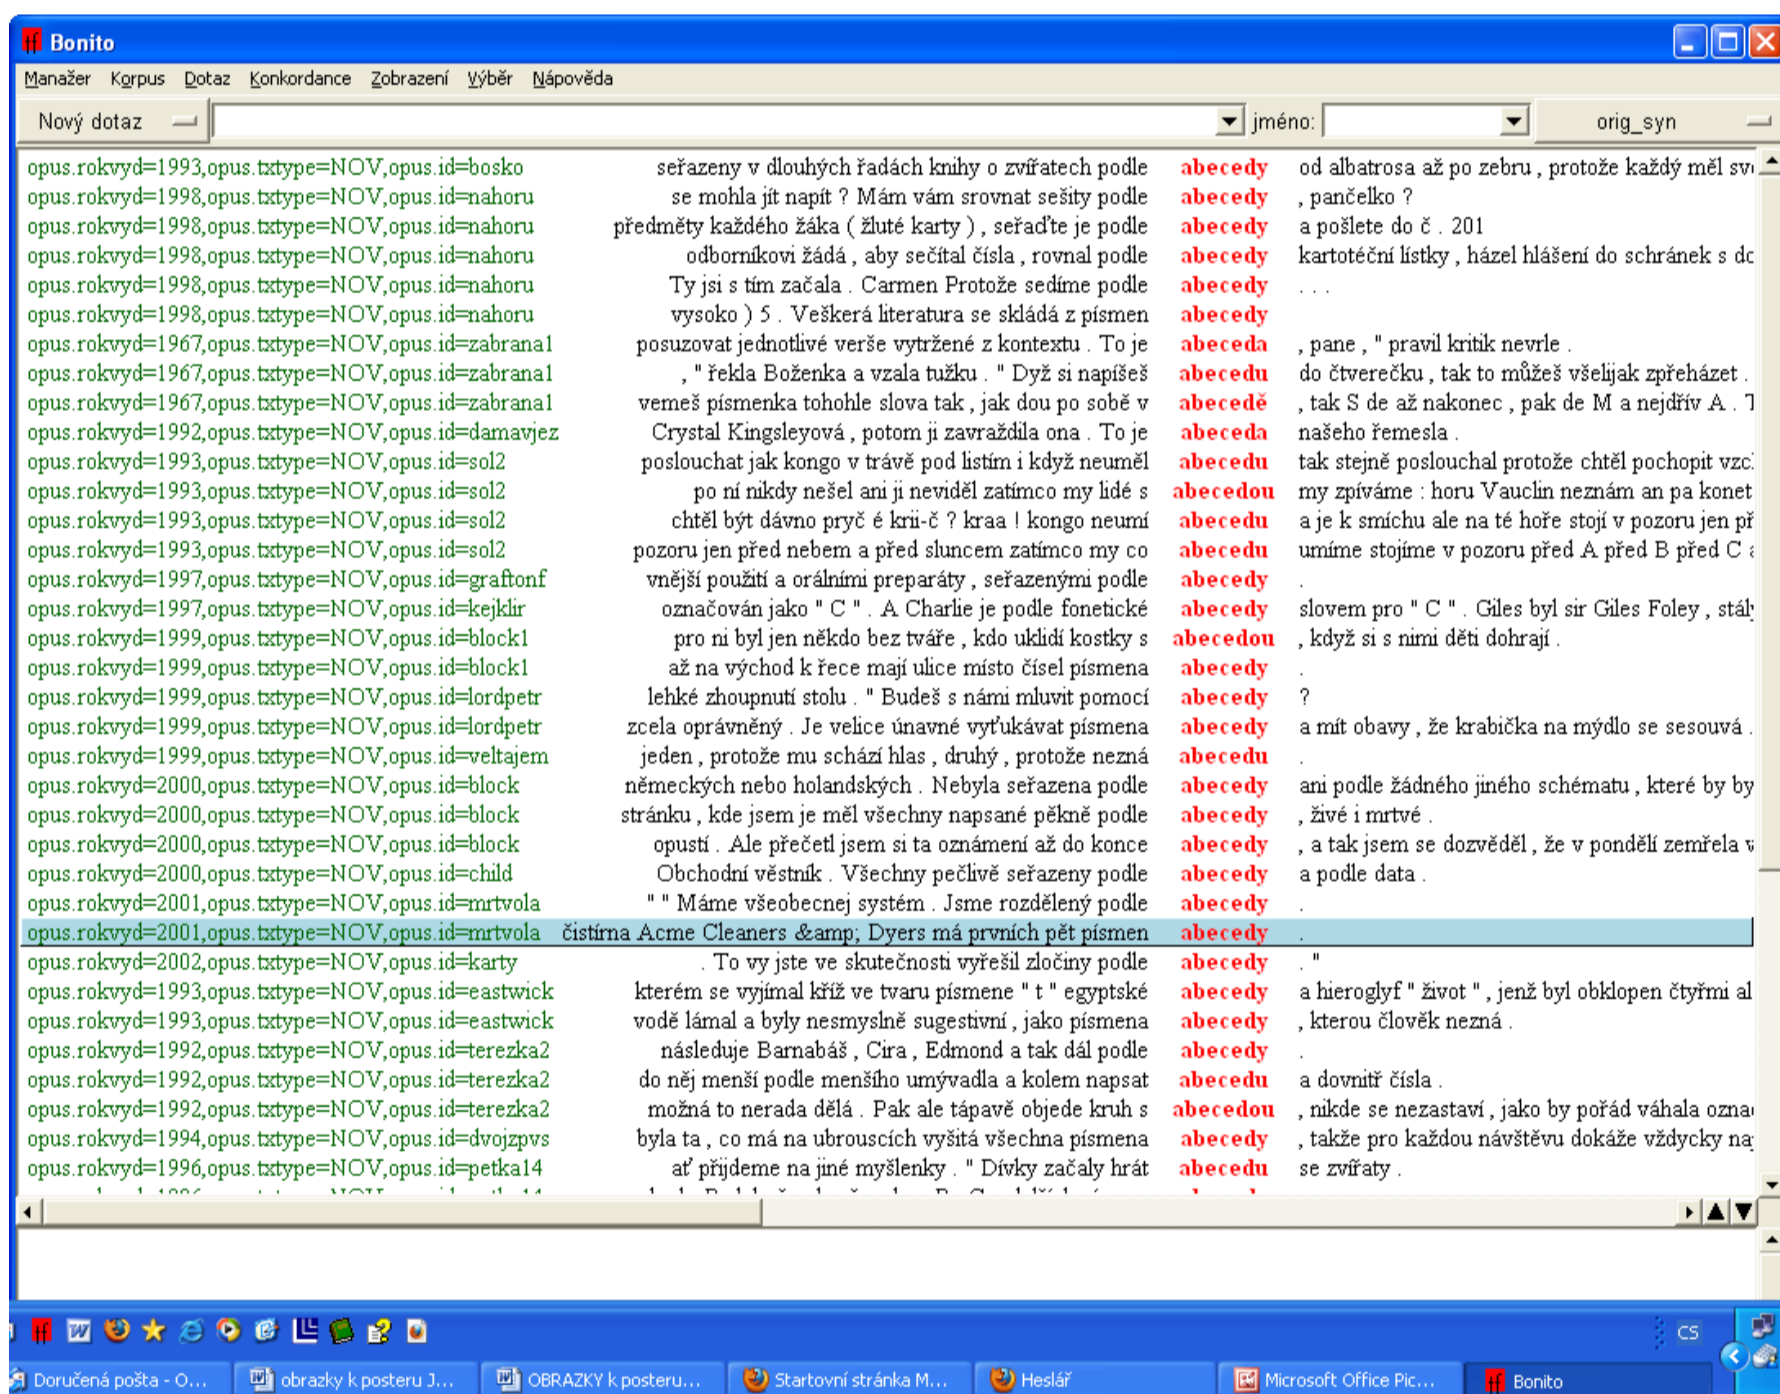 Bonito
Manažer Korpus Dotaz Konkordance Zobrazení Výběr Nápověda
Nový dotaz jméno: orig_syn
opus.rokvyd=1993,opus.txtype=NOV,opus.id=bosko seřazeny v dlouhých řadách knihy o zvířatech podle abecedy od albatrosa až po zebru , protože každý měl sv
opus.rokvyd=1998,opus.txtype=NOV,opus.id=nahoru se mohla jít napít ? Mám vám srovnat sešity podle abecedy , pančelko ?
opus.rokvyd=1998,opus.txtype=NOV,opus.id=nahoru předměty každého žáka ( žluté karty ) , seřaďte je podle abecedy a pošlete do č . 201
opus.rokvyd=1998,opus.txtype=NOV,opus.id=nahoru odborníkovi žádá , aby sečítal čísla , rovnal podle abecedy kartotéční lístky , házel hlášení do schránek s do
opus.rokvyd=1998,opus.txtype=NOV,opus.id=nahoru Ty jsi s tím začala . Carmen Protože sedíme podle abecedy . . .
opus.rokvyd=1998,opus.txtype=NOV,opus.id=nahoru vysoko ) 5 . Veškerá literatura se skládá z písmen abecedy
opus.rokvyd=1967,opus.txtype=NOV,opus.id=zabrana1 posuzovat jednotlivé verše vytržené z kontextu . To je abeceda , pane , " pravil kritik nevrle .
opus.rokvyd=1967,opus.txtype=NOV,opus.id=zabrana1 , " řekla Boženka a vzala tužku . " Dyž si napíšeš abecedu do čtverečku , tak to můžeš všelijak zpřeházet .
opus.rokvyd=1967,opus.txtype=NOV,opus.id=zabrana1 vemeš písmenka tohohle slova tak , jak dou po sobě v abecedě , tak S de až nakonec , pak de M a nejdřív A . T
opus.rokvyd=1992,opus.txtype=NOV,opus.id=damavjez Crystal Kingsleyová , potom ji zavraždila ona . To je abeceda našeho řemesla .
opus.rokvyd=1993,opus.txtype=NOV,opus.id=sol2 poslouchat jak kongo v trávě pod listím i když neuměl abecedu tak stejně poslouchal protože chtěl pochopit vzc
opus.rokvyd=1993,opus.txtype=NOV,opus.id=sol2 po ní nikdy nešel ani ji neviděl zatímco my lidé s abecedou my zpíváme : horu Vauclin neznám an pa konet
opus.rokvyd=1993,opus.txtype=NOV,opus.id=sol2 chtěl být dávno pryč é krii-č ? kraa ! kongo neumí abecedu a je k smíchu ale na té hoře stojí v pozoru jen př
opus.rokvyd=1993,opus.txtype=NOV,opus.id=sol2 pozoru jen před nebem a před sluncem zatímco my co abecedu umíme stojíme v pozoru před A před B před C a
opus.rokvyd=1997,opus.txtype=NOV,opus.id=graftonf vnější použití a orálními preparáty , seřazenými podle abecedy .
opus.rokvyd=1997,opus.txtype=NOV,opus.id=kejklir označován jako " C " . A Charlie je podle fonetické abecedy slovem pro " C " . Giles byl sir Giles Foley , stál
opus.rokvyd=1999,opus.txtype=NOV,opus.id=block1 pro ni byl jen někdo bez tváře , kdo uklidí kostky s abecedou , když si s nimi děti dohrají .
opus.rokvyd=1999,opus.txtype=NOV,opus.id=block1 až na východ k řece mají ulice místo čísel písmena abecedy .
opus.rokvyd=1999,opus.txtype=NOV,opus.id=lordpetr lehké zhoupnutí stolu . " Budeš s námi mluvit pomocí abecedy ?
opus.rokvyd=1999,opus.txtype=NOV,opus.id=lordpetr zcela oprávněný . Je velice únavné vyťukávat písmena abecedy a mít obavy , že krabička na mýdlo se sesouvá .
opus.rokvyd=1999,opus.txtype=NOV,opus.id=veltajem jeden , protože mu schází hlas , druhý , protože nezná abecedu .
opus.rokvyd=2000,opus.txtype=NOV,opus.id=block německých nebo holandských . Nebyla seřazena podle abecedy ani podle žádného jiného schématu , které by by
opus.rokvyd=2000,opus.txtype=NOV,opus.id=block stránku , kde jsem je měl všechny napsané pěkně podle abecedy , živé i mrtvé .
opus.rokvyd=2000,opus.txtype=NOV,opus.id=block opustí . Ale přečetl jsem si ta oznámení až do konce abecedy , a tak jsem se dozvěděl , že v pondělí zemřela v
opus.rokvyd=2000,opus.txtype=NOV,opus.id=child Obchodní věstník . Všechny pečlivě seřazeny podle abecedy a podle data .
opus.rokvyd=2001,opus.txtype=NOV,opus.id=mrtvola " " Máme všeobecnej systém . Jsme rozdělený podle abecedy .
opus.rokvyd=2001,opus.txtype=NOV,opus.id=mrtvola čistírna Acme Cleaners &amp; Dyers má prvních pět písmen abecedy .
opus.rokvyd=2002,opus.txtype=NOV,opus.id=karty . To vy jste ve skutečnosti vyřešil zločiny podle abecedy . "
opus.rokvyd=1993,opus.txtype=NOV,opus.id=eastwick kterém se vyjímal kříž ve tvaru písmene " t " egyptské abecedy a hieroglyf " život " , jenž byl obklopen čtyřmi al
opus.rokvyd=1993,opus.txtype=NOV,opus.id=eastwick vodě lámal a byly nesmyslně sugestivní , jako písmena abecedy , kterou člověk nezná .
opus.rokvyd=1992,opus.txtype=NOV,opus.id=terezka2 následuje Barnabáš , Cira , Edmond a tak dál podle abecedy .
opus.rokvyd=1992,opus.txtype=NOV,opus.id=terezka2 do něj menší podle menšího umývadla a kolem napsat abecedu a dovnitř čísla .
opus.rokvyd=1992,opus.txtype=NOV,opus.id=terezka2 možná to nerada dělá . Pak ale tápavě objede kruh s abecedou , nikde se nezastaví , jako by pořád váhala ozna
opus.rokvyd=1994,opus.txtype=NOV,opus.id=dvojzpvs byla ta , co má na ubrouscích vyšitá všechna písmena abecedy , takže pro každou návštěvu dokáže vždycky na
opus.rokvyd=1996,opus.txtype=NOV,opus.id=petka14 ať přijdeme na jiné myšlenky . " Dívky začaly hrát abecedu se zvířaty .
CS
Doručená pošta - O... obrazky k posteru J... OBRAZKY k posteru... Startovní stránka M... Heslář Microsoft Office Pic... Bonito